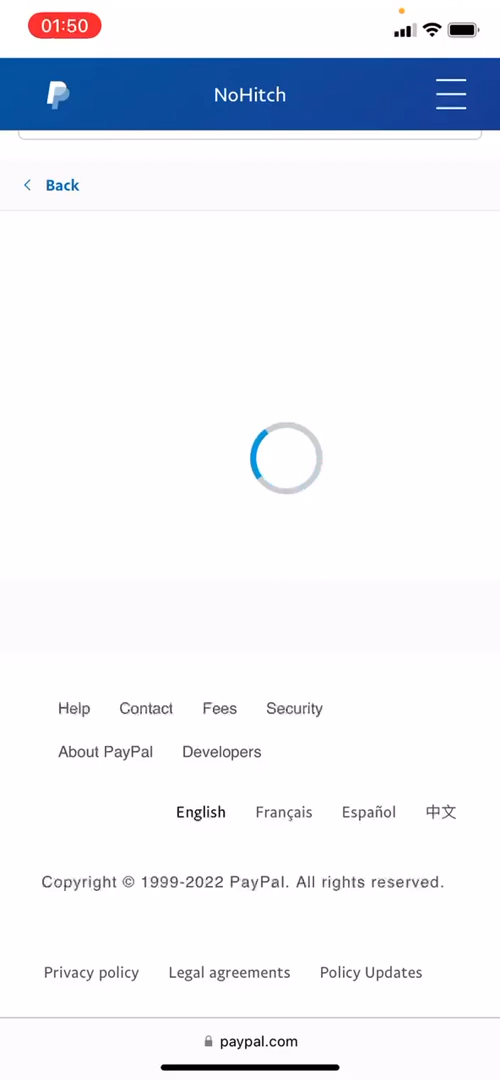 01:50
NoHitch
Back
Help Contact Fees Security
About PayPal Developers
English Français Español 中文
Copyright © 1999-2022 PayPal. All rights reserved.
Privacy policy Legal agreements Policy Updates
paypal.com